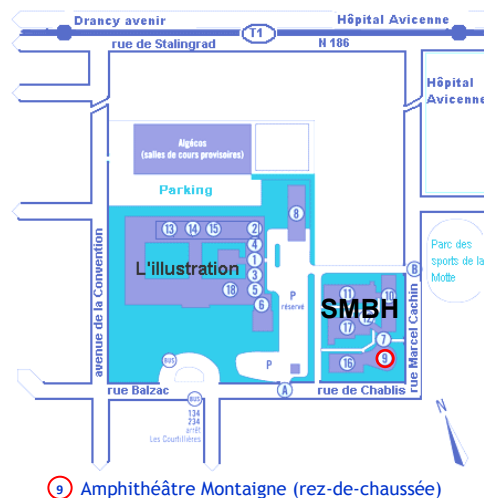 Drancy avenir
Hôpital Avicenne
T1
rue de Stalingrad
N 186
Hôpital
Avicenne
Algécos
(salles de cours provisoires)
Parking
8
13 14 15 2
4
L'illustration
1
3
18 5
6
avenue de la Convention
P
réservé
P
Parc des
sports de la
Motte
B
11
10
SMBH
12
17
7
16
9
rue Marcel Cachin
BUS
rue Balzac
A
rue de Chablis
BUS
134
234
arrêt
Les Courtillières
N
9 Amphithéâtre Montaigne (rez-de-chaussée)